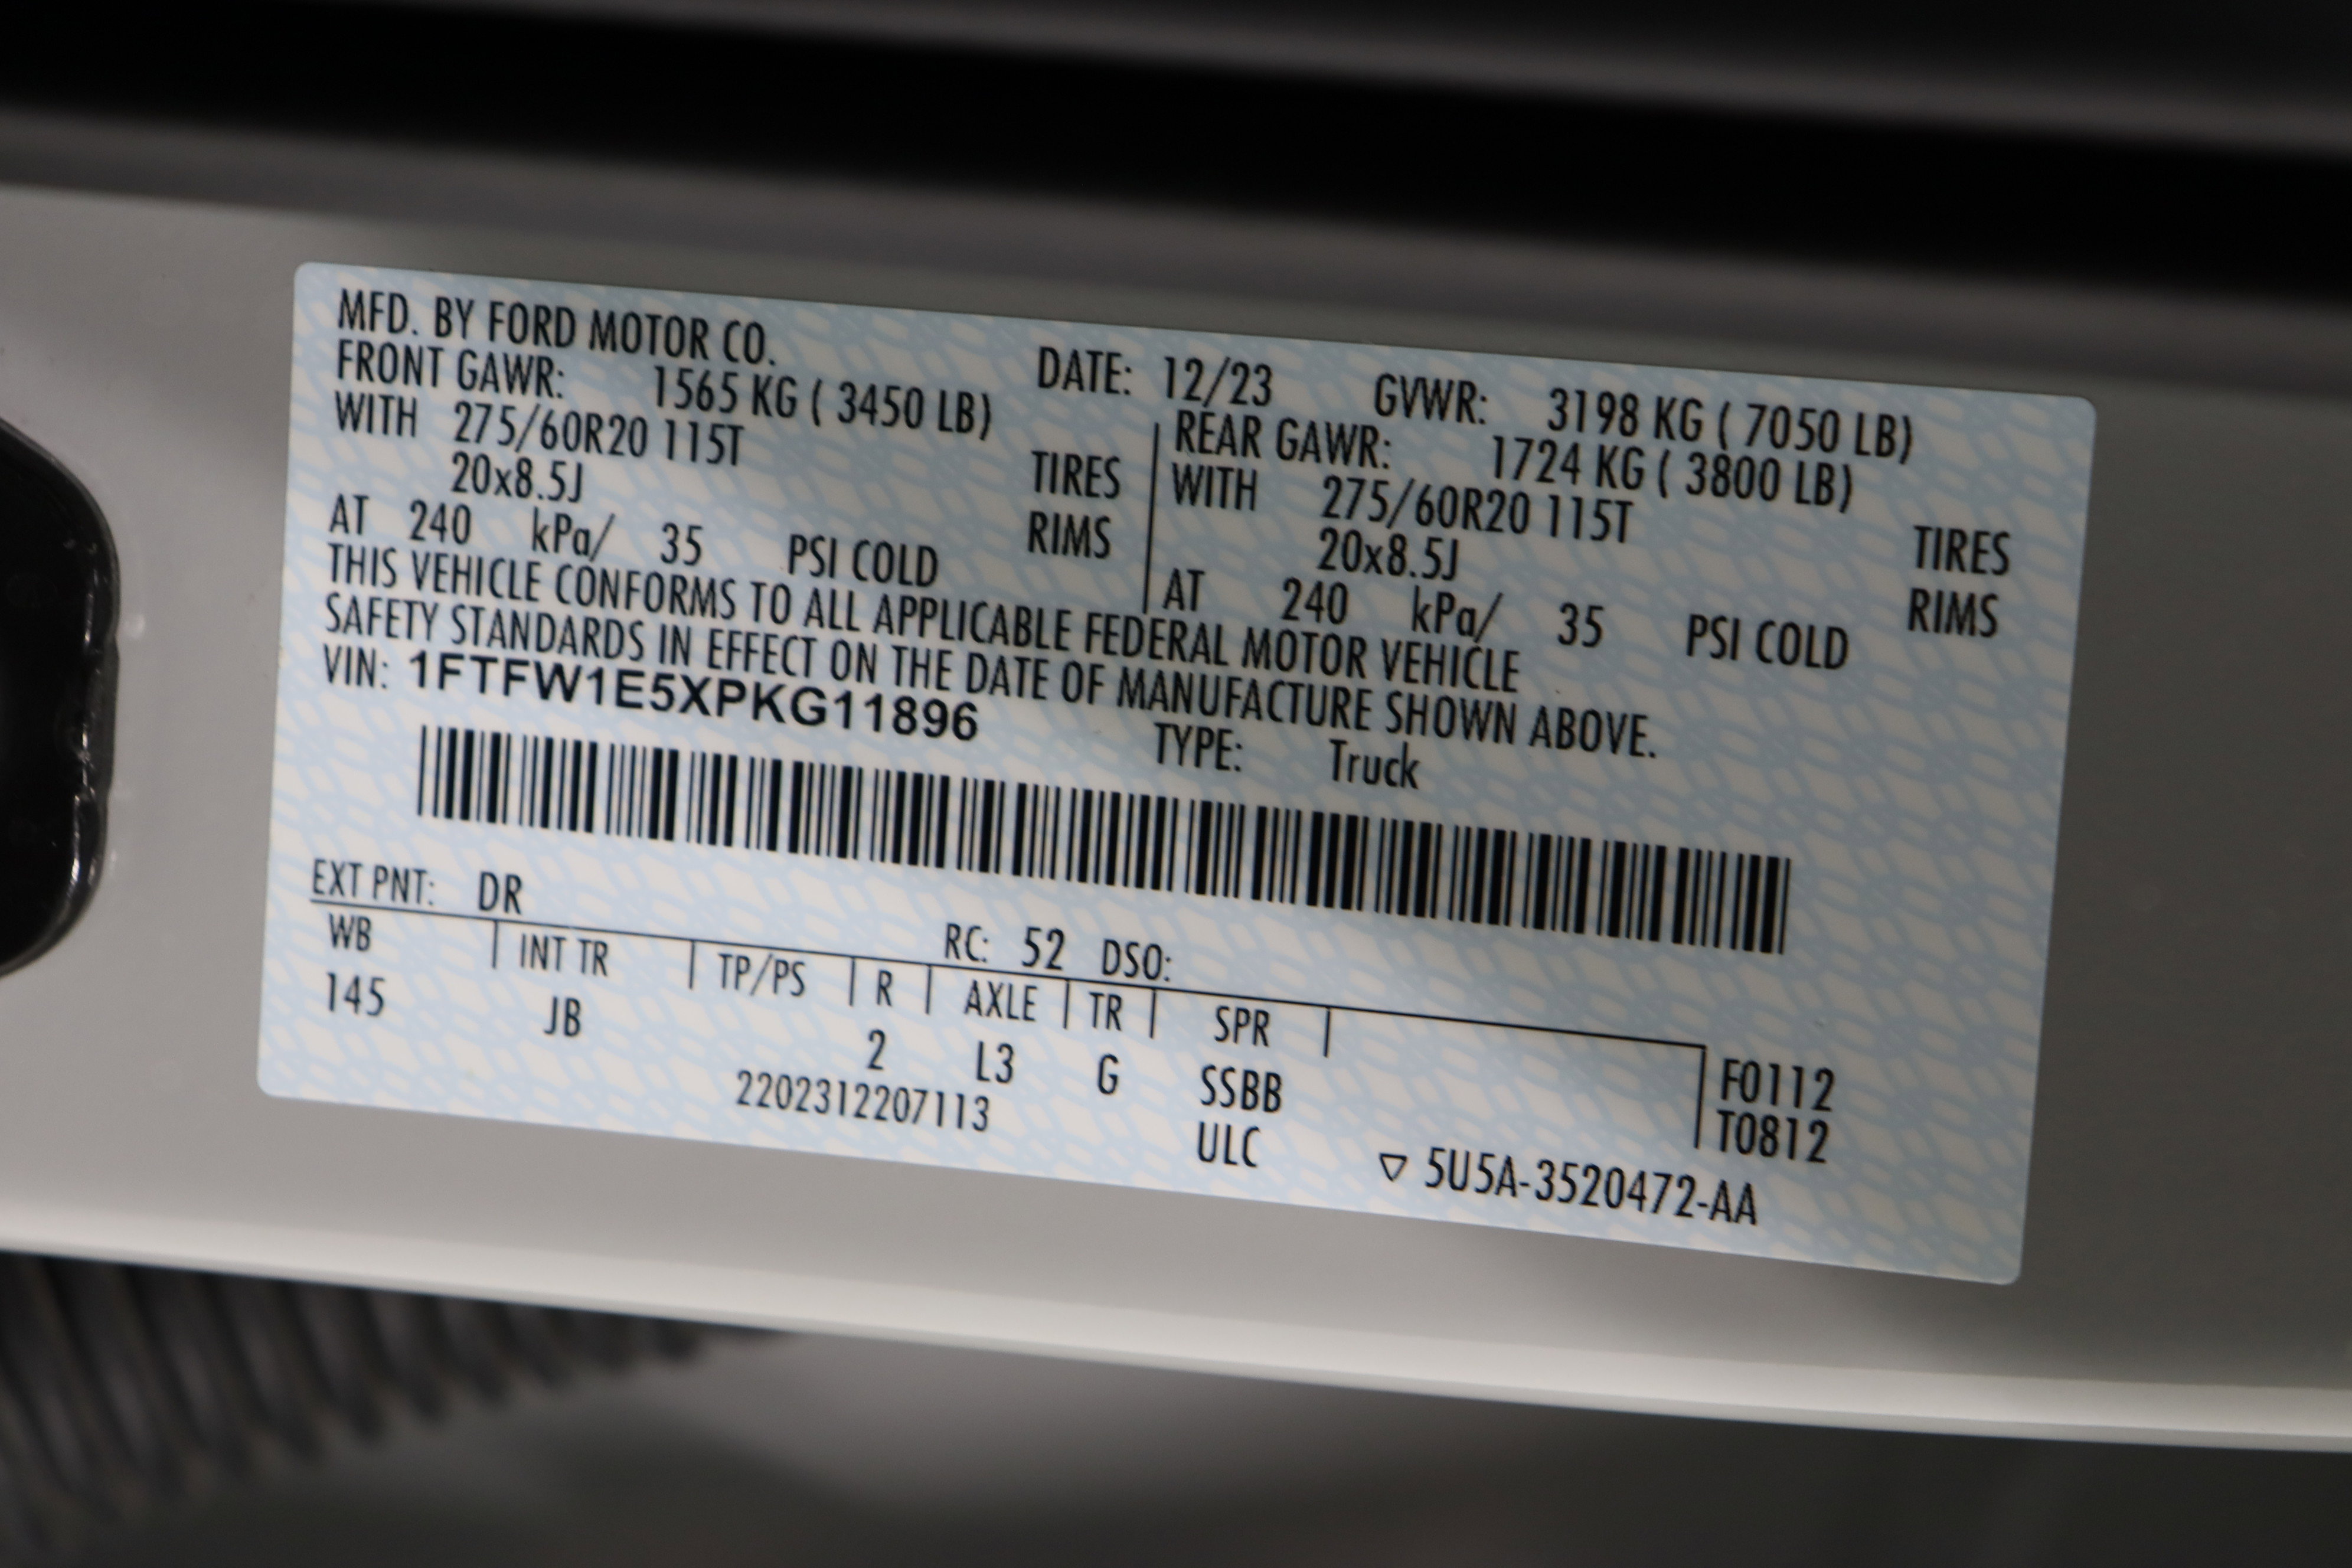 MFD. BY FORD MOTOR CO.
DATE: 12/23 GVWR: 3198 KG ( 7050 LB)
FRONT GAWR: 1565 KG ( 3450 LB) REAR GAWR: 1724 KG ( 3800 LB)
WITH 275/60R20 115T TIRES WITH 275/60R20 115T TIRES
20x8.5J RIMS 20x8.5J RIMS
AT 240 kPa/ 35 PSI COLD AT 240 kPa/ 35 PSI COLD
THIS VEHICLE CONFORMS TO ALL APPLICABLE FEDERAL MOTOR VEHICLE
SAFETY STANDARDS IN EFFECT ON THE DATE OF MANUFACTURE SHOWN ABOVE.
VIN: 1FTFW1E5XPKG11896 TYPE: Truck
EXT PNT: DR RC: 52 DSO:
WB INT TR TP/PS R AXLE TR SPR
145 JB 2 L3 G SSBB F0112
2202312207113 ULC T0812
▽ 5U5A-3520472-AA